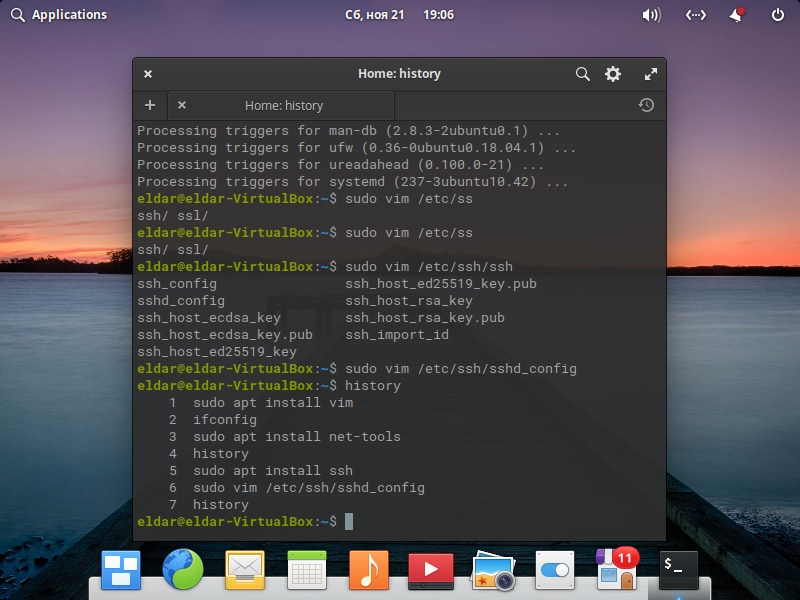 Applications
Сб, ноя 21 19:06
Home: history
Home: history
Processing triggers for man-db (2.8.3-2ubuntu0.1) ...
Processing triggers for ufw (0.36-0ubuntu0.18.04.1) ...
Processing triggers for ureadahead (0.100.0-21) ...
Processing triggers for systemd (237-3ubuntu10.42) ...
eldar@eldar-VirtualBox:~$ sudo vim /etc/ss
ssh/ ssl/
eldar@eldar-VirtualBox:~$ sudo vim /etc/ss
ssh/ ssl/
eldar@eldar-VirtualBox:~$ sudo vim /etc/ssh/ssh
ssh_config ssh_host_ed25519_key.pub
sshd_config ssh_host_rsa_key
ssh_host_ecdsa_key ssh_host_rsa_key.pub
ssh_host_ecdsa_key.pub ssh_import_id
ssh_host_ed25519_key
eldar@eldar-VirtualBox:~$ sudo vim /etc/ssh/sshd_config
eldar@eldar-VirtualBox:~$ history
1 sudo apt install vim
2 ifconfig
3 sudo apt install net-tools
4 history
5 sudo apt install ssh
6 sudo vim /etc/ssh/sshd_config
7 history
eldar@eldar-VirtualBox:~$
11
$_